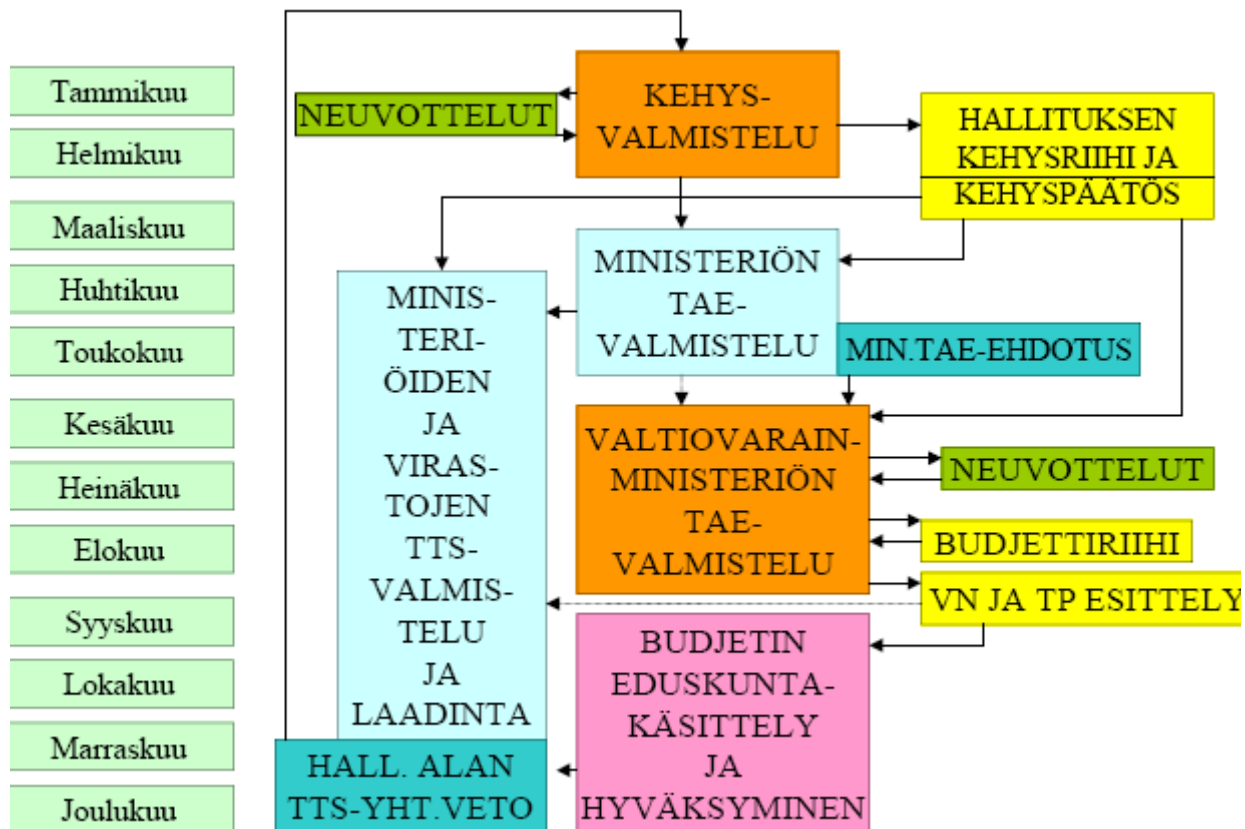 Tammikuu
Helmikuu
Maaliskuu
Huhtikuu
Toukokuu
Kesäkuu
Heinäkuu
Elokuu
Syyskuu
Lokakuu
Marraskuu
Joulukuu
NEUVOTTELUT
KEHYS-
VALMISTELU
HALLITUKSEN
KEHYSRIIHI JA
KEHYSPÄÄTÖS
MINISTERIÖN
TAE-
VALMISTELU
MIN.TAE-EHDOTUS
MINIS-
TERI-
ÖIDEN
JA
VIRAS-
TOJEN
TTS-
VALMIS-
TELU
JA
LAADINTA
VALTIOVARAIN-
MINISTERIÖN
TAE-
VALMISTELU
NEUVOTTELUT
BUDJETTIRIIHI
VN JA TP ESITTELY
BUDJETIN
EDUSKUNTA-
KÄSITTELY
JA
HYVÄKSYMINEN
HALL. ALAN
TTS-YHT.VETO